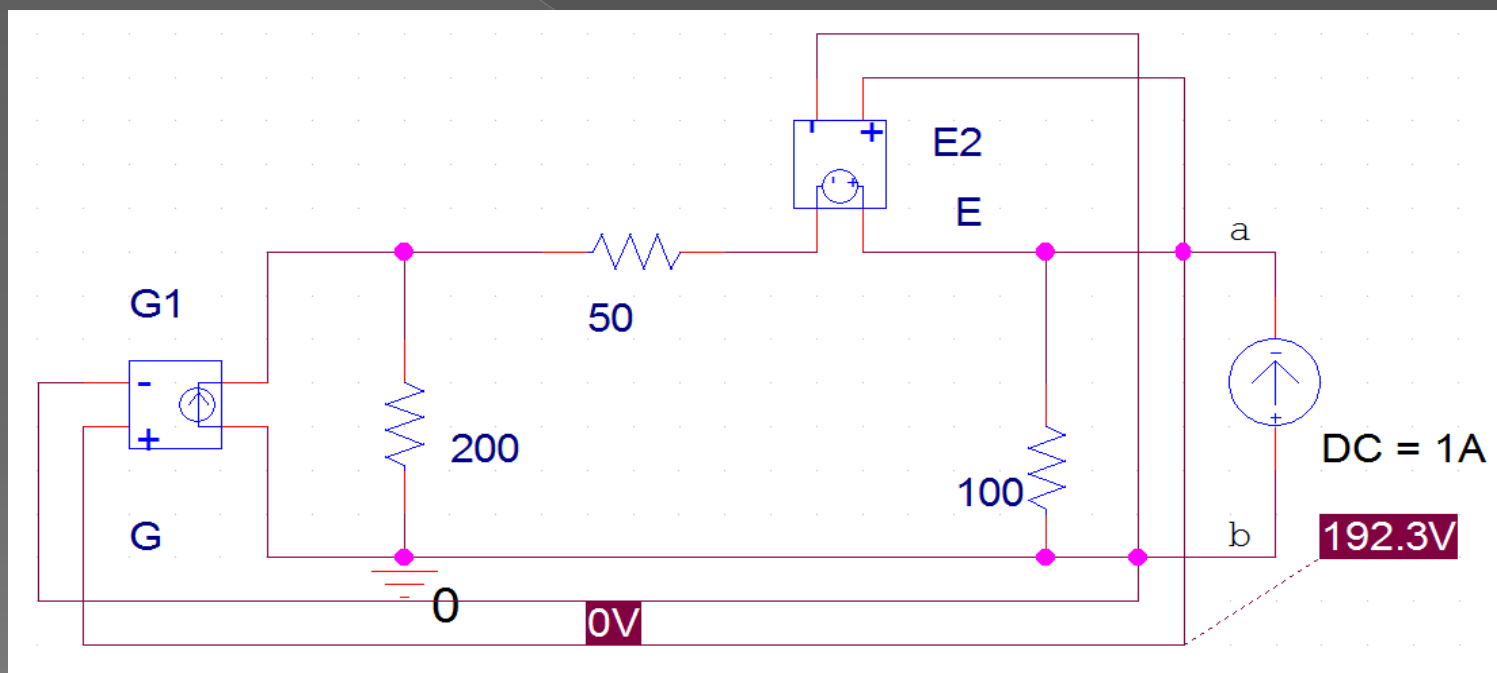 - +
E2
- +
E
a
G1
50
-
+
-
+
200
DC = 1A
100
G
b
192.3V
0
0V